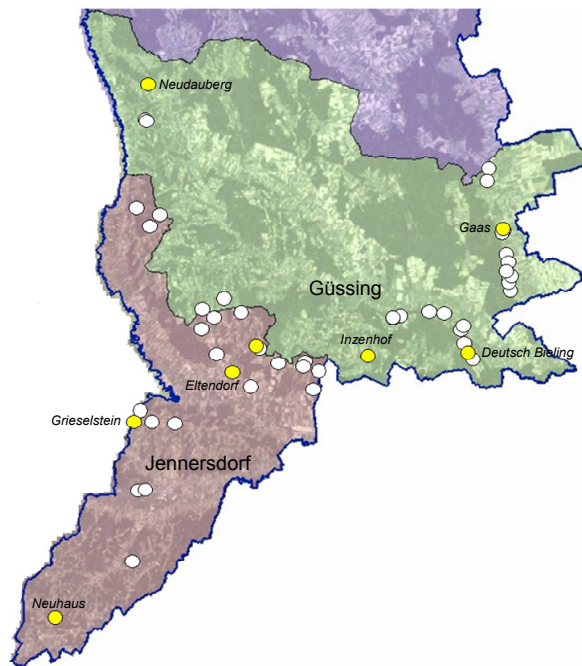 Neudauberg
Gaas
Güssing
Inzenhof
Deutsch Bieling
Eltendorf
Grieselstein
Jennersdorf
Neuhaus